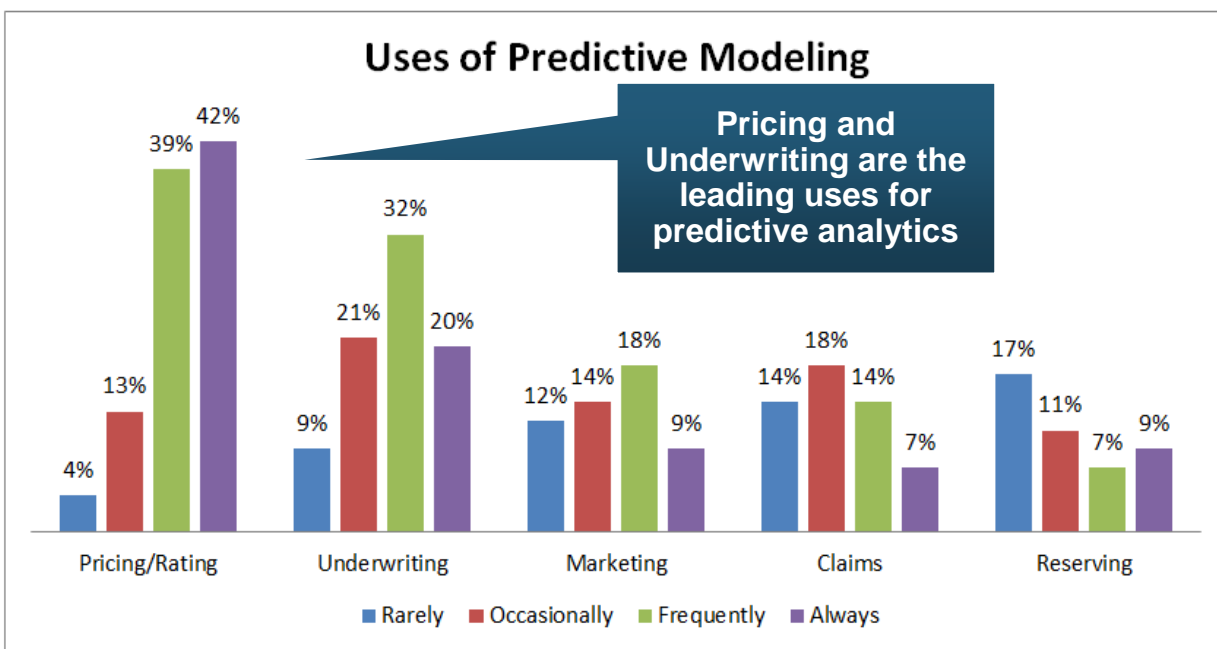 Uses of Predictive Modeling
Pricing and
Underwriting are the
leading uses for
predictive analytics
4%
13%
39%
42%
9%
21%
32%
20%
12%
14%
18%
9%
14%
18%
14%
7%
17%
11%
7%
9%
Pricing/Rating
Underwriting
Marketing
Claims
Reserving
Rarely
Occasionally
Frequently
Always